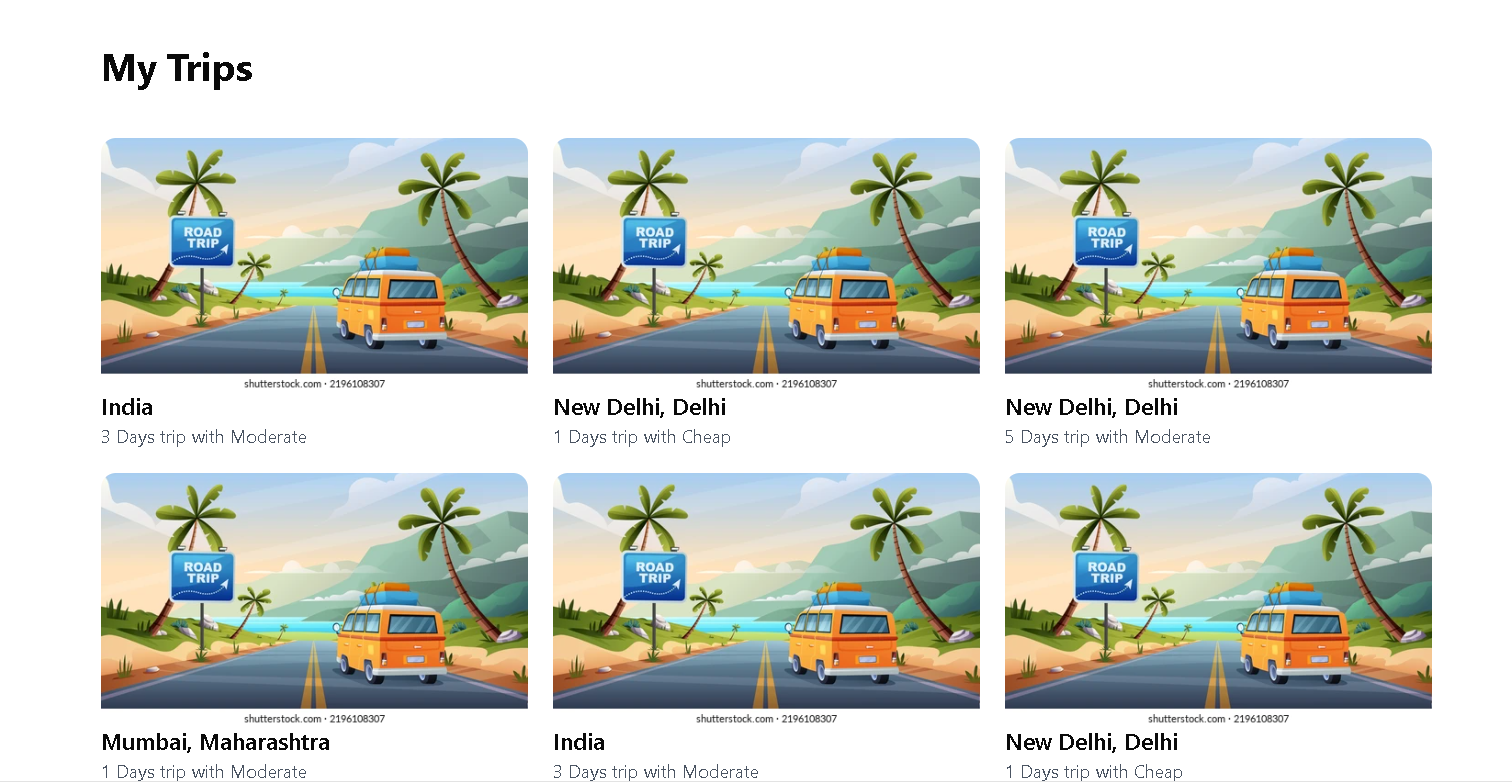 My Trips
ROAD
TRIP
ROAD
TRIP
ROAD
TRIP
shutterstock.com · 2196108307
shutterstock.com · 2196108307
shutterstock.com · 2196108307
India
New Delhi, Delhi
New Delhi, Delhi
3 Days trip with Moderate
1 Days trip with Cheap
5 Days trip with Moderate
ROAD
TRIP
ROAD
TRIP
ROAD
TRIP
shutterstock.com · 2196108307
shutterstock.com · 2196108307
shutterstock.com · 2196108307
Mumbai, Maharashtra
India
New Delhi, Delhi
1 Days trip with Moderate
3 Days trip with Moderate
1 Days trip with Cheap